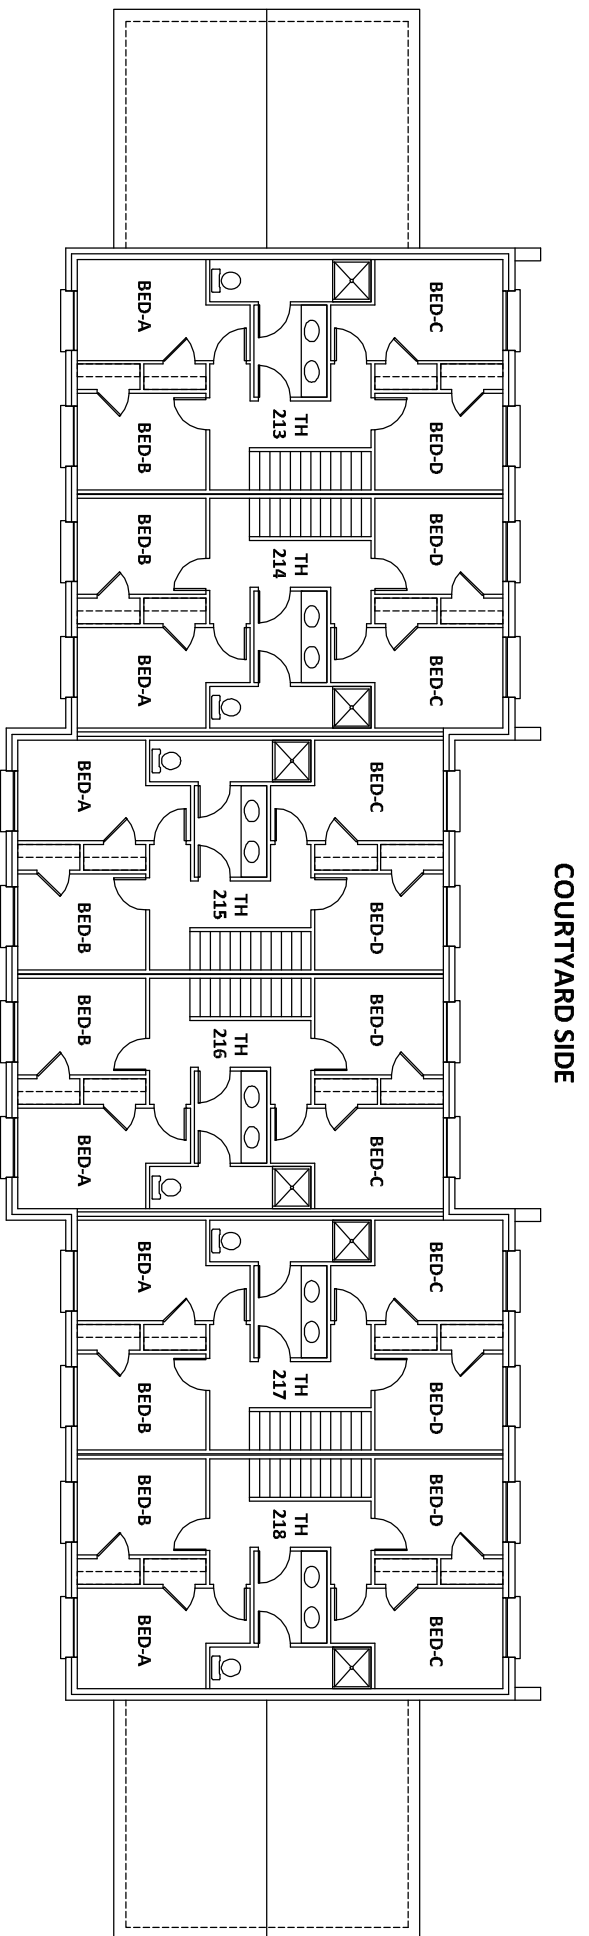 COURTYARD SIDE
BED-C
BED-D
BED-D
BED-C
BED-C
BED-D
BED-D
BED-C
BED-C
BED-D
BED-D
BED-C
TH
213
TH
214
TH
215
TH
216
TH
217
TH
218
BED-A
BED-B
BED-B
BED-A
BED-A
BED-B
BED-B
BED-A
BED-A
BED-B
BED-B
BED-A